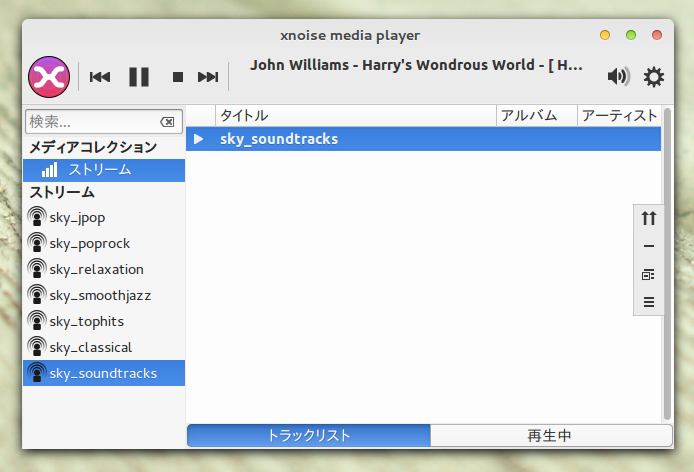 xnoise media player
John Williams - Harry's Wondrous World - [ H...
検索...
メディアコレクション
ストリーム
ストリーム
sky_jpop
sky_poprock
sky_relaxation
sky_smoothjazz
sky_tophits
sky_classical
sky_soundtracks
タイトル アルバム アーティスト
sky_soundtracks
トラックリスト 再生中